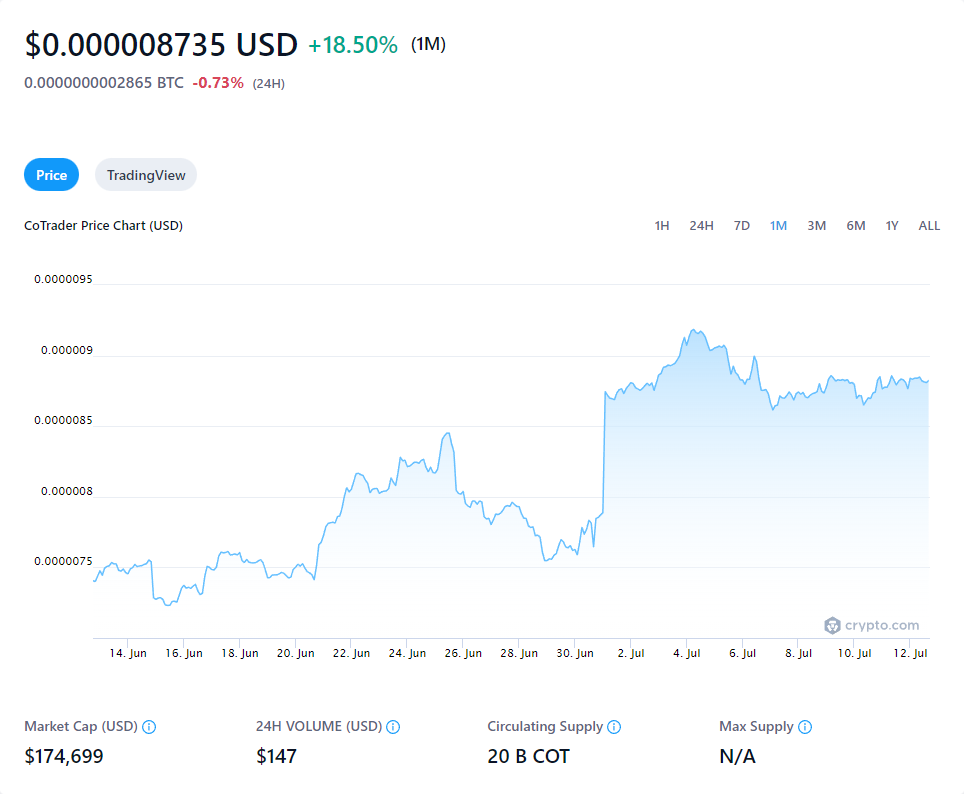 $0.000008735 USD +18.50% (1M)
0.0000000002865 BTC -0.73% (24H)
Price TradingView
CoTrader Price Chart (USD) 1H 24H 7D 1M 3M 6M 1Y ALL
0.0000095
0.000009
0.0000085
0.000008
0.0000075
crypto.com
14. Jun 16. Jun 18. Jun 20. Jun 22. Jun 24. Jun 26. Jun 28. Jun 30. Jun 2. Jul 4. Jul 6. Jul 8. Jul 10. Jul 12. Jul
Market Cap (USD) 24H VOLUME (USD) Circulating Supply Max Supply
$174,699 $147 20 B COT N/A